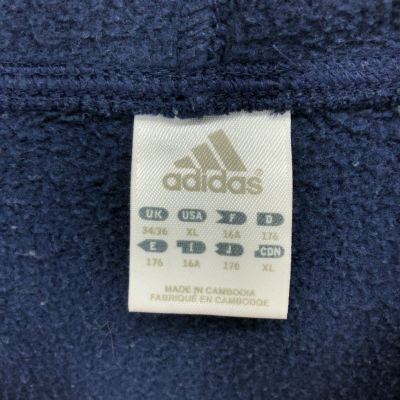 adidas
UK USA F D
34/36 XL 16A 176
E I J CDN
176 16A 170 XL
MADE IN CAMBODIA
FABRIQUÉ EN CAMBODGE